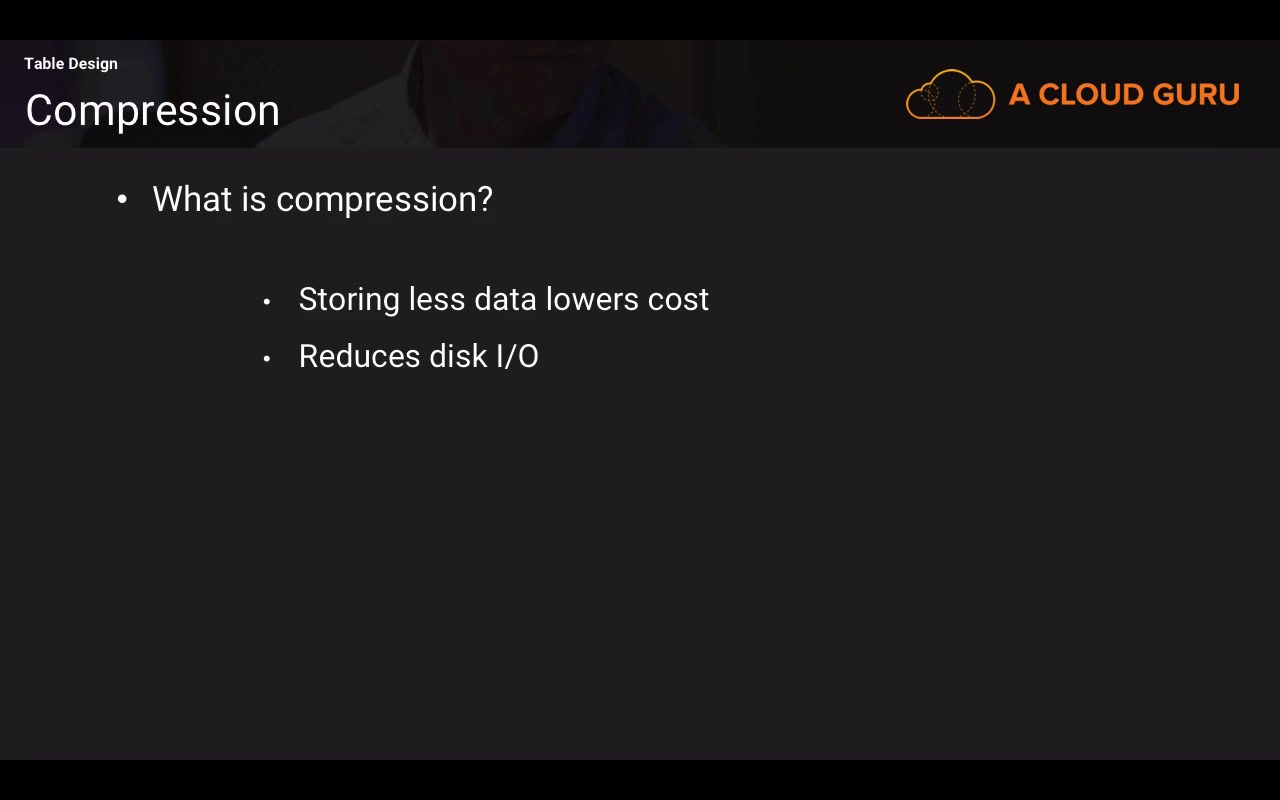 Table Design
Compression
A CLOUD GURU
• What is compression?
• Storing less data lowers cost
• Reduces disk I/O